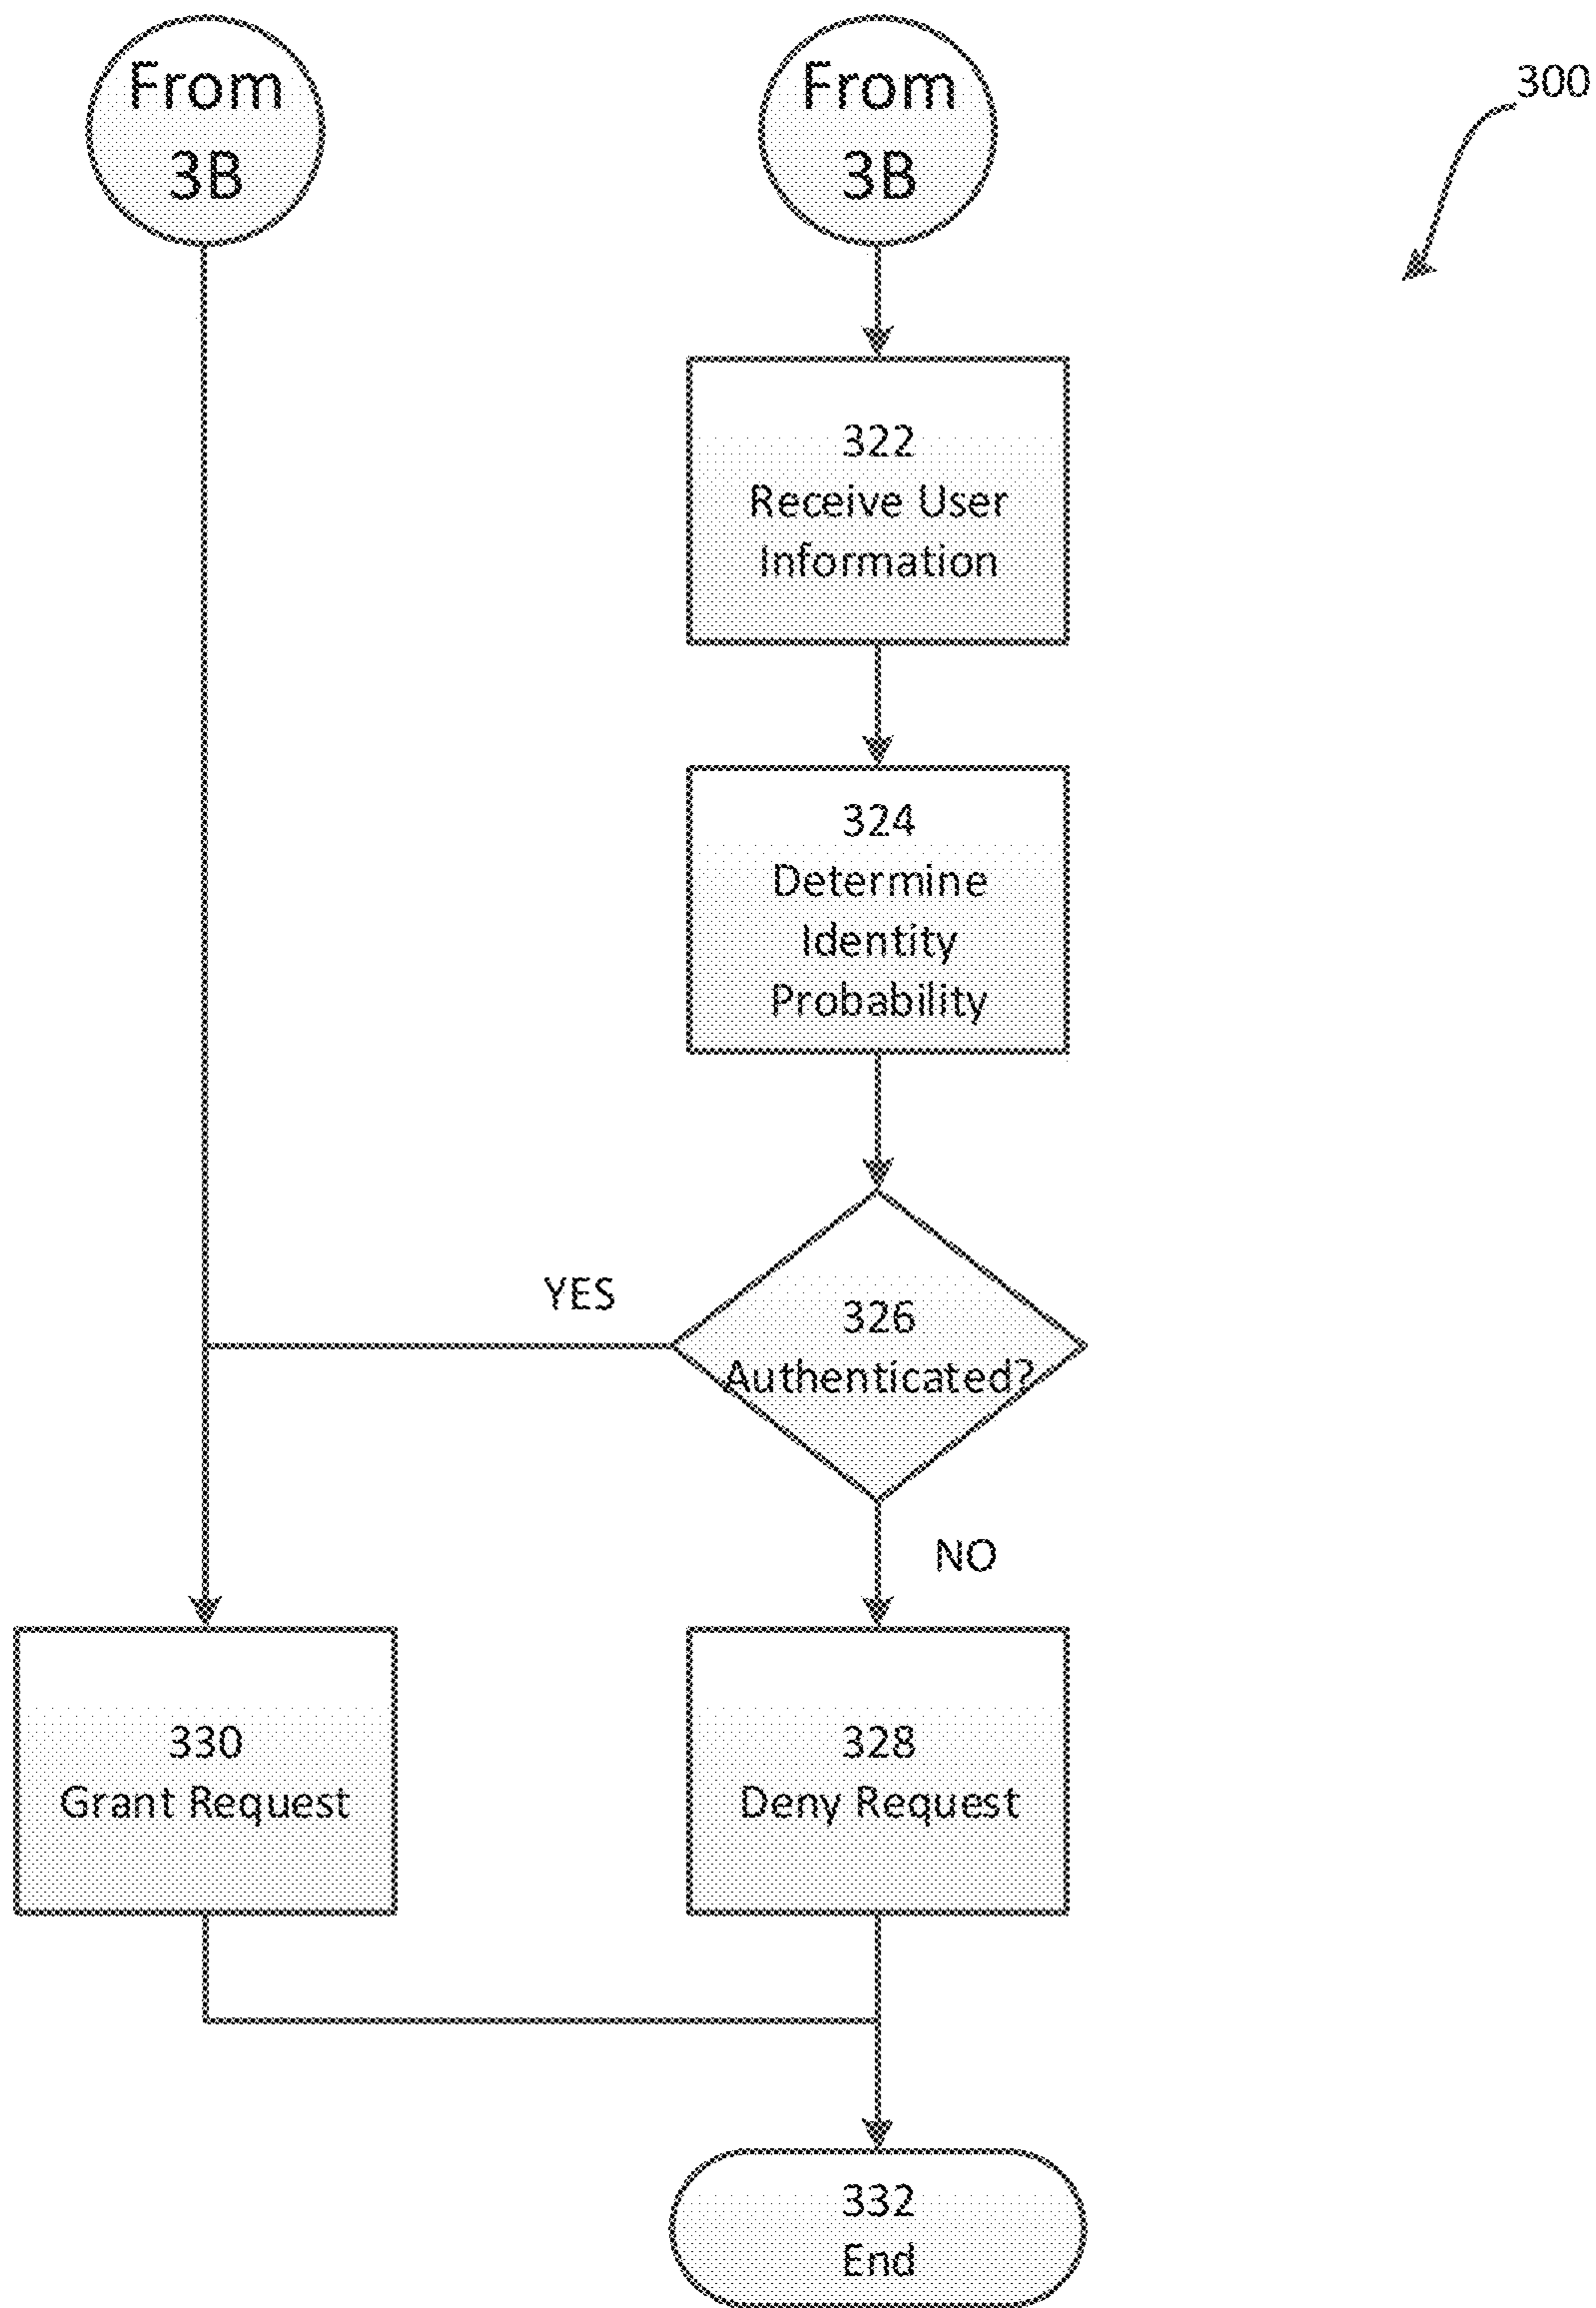 From
3B
From
3B
300
322
Receive User
Information
324
Determine
Identity
Probability
YES
326
Authenticated?
NO
330
Grant Request
328
Deny Request
332
End